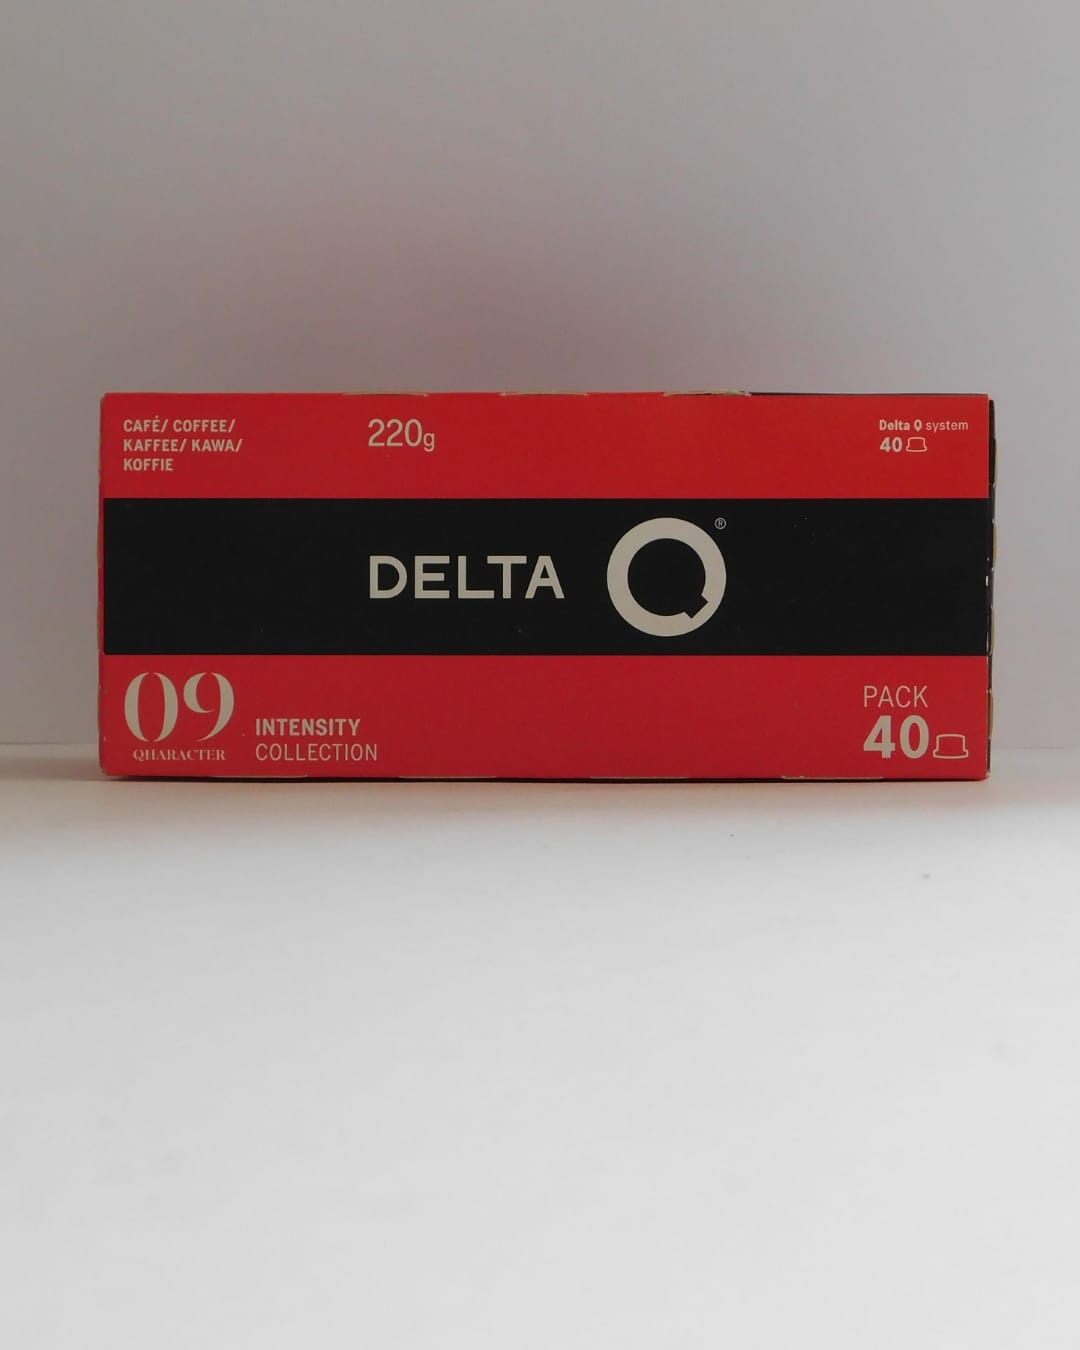 CAFÉ/ COFFEE/
KAFFEE/ KAWA/
KOFFIE
220g
Delta Q system
40
DELTA Q®
09
QHARACTER
INTENSITY
COLLECTION
PACK
40